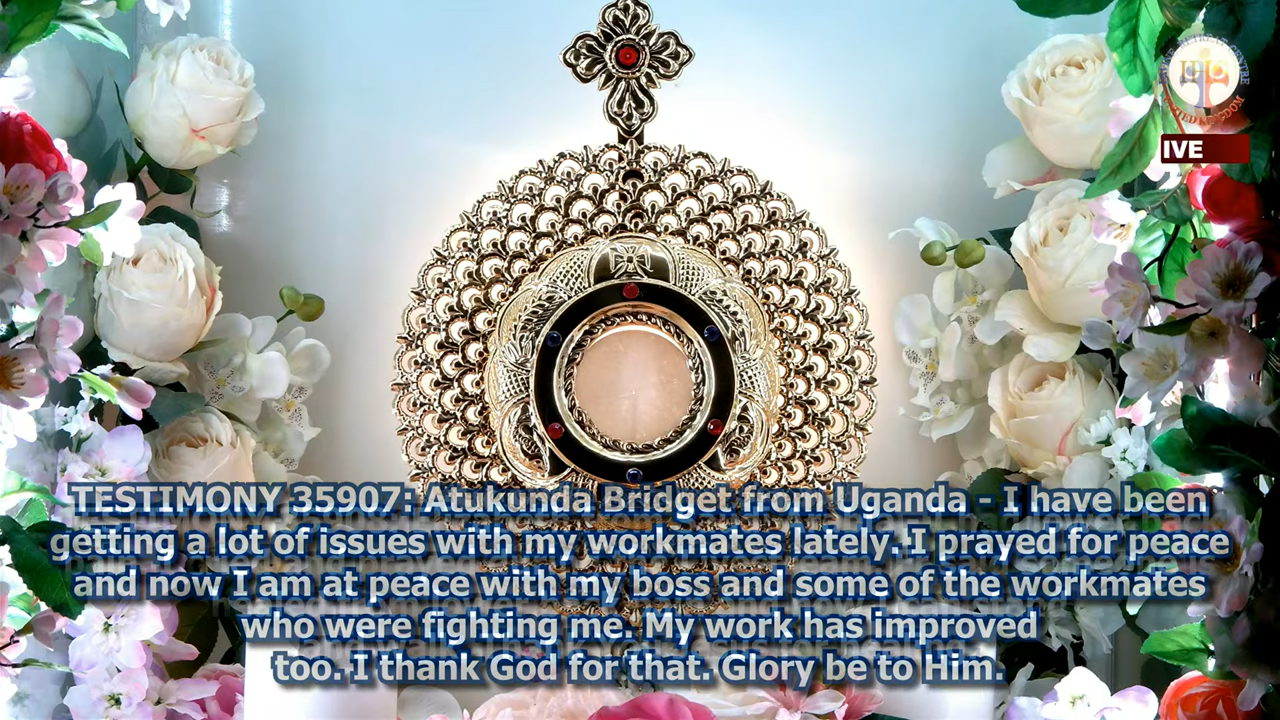 IVE
TESTIMONY 35907: Atukunda Bridget from Uganda - I have been
getting a lot of issues with my workmates lately. I prayed for peace
and now I am at peace with my boss and some of the workmates
who were fighting me. My work has improved
too. I thank God for that. Glory be to Him.